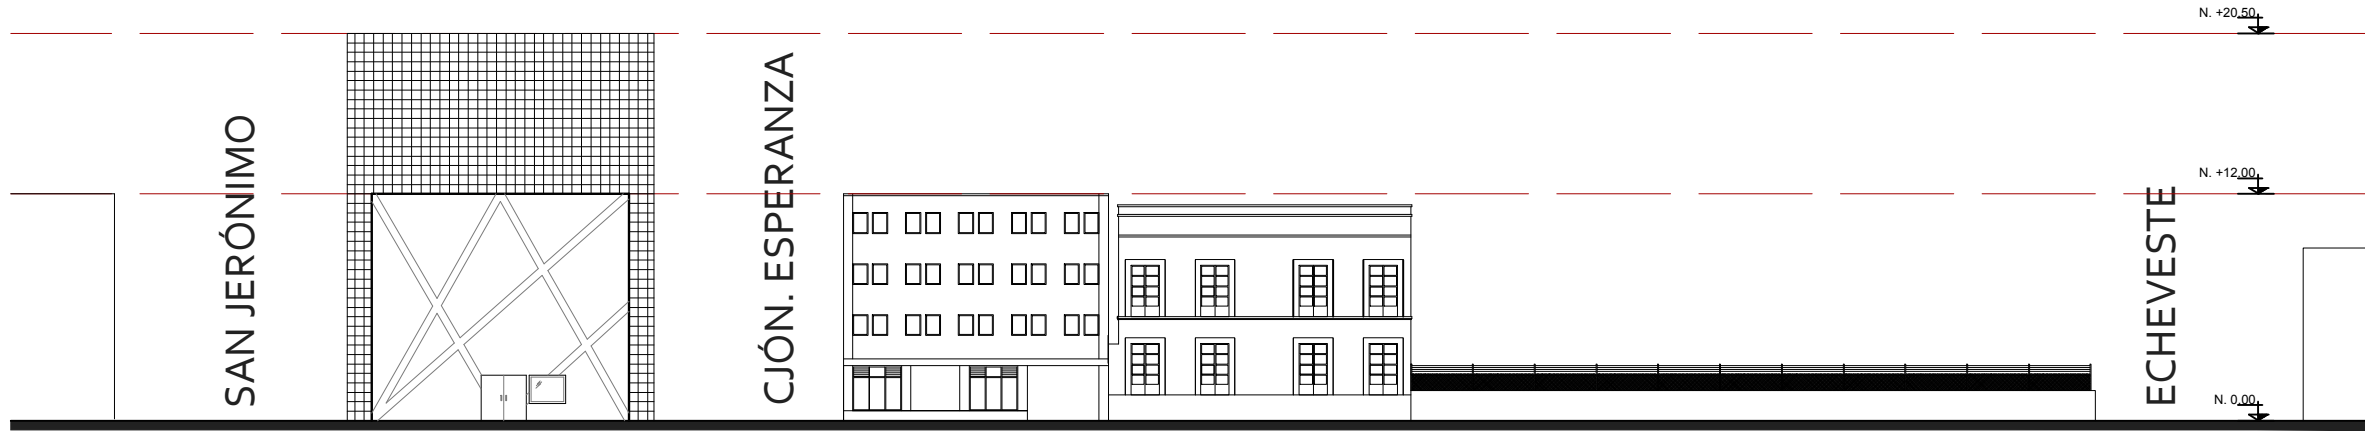 N. +20,50
SAN JERÓNIMO
CJÓN. ESPERANZA
N. +12,00
ECHEVESTE
N. 0,00